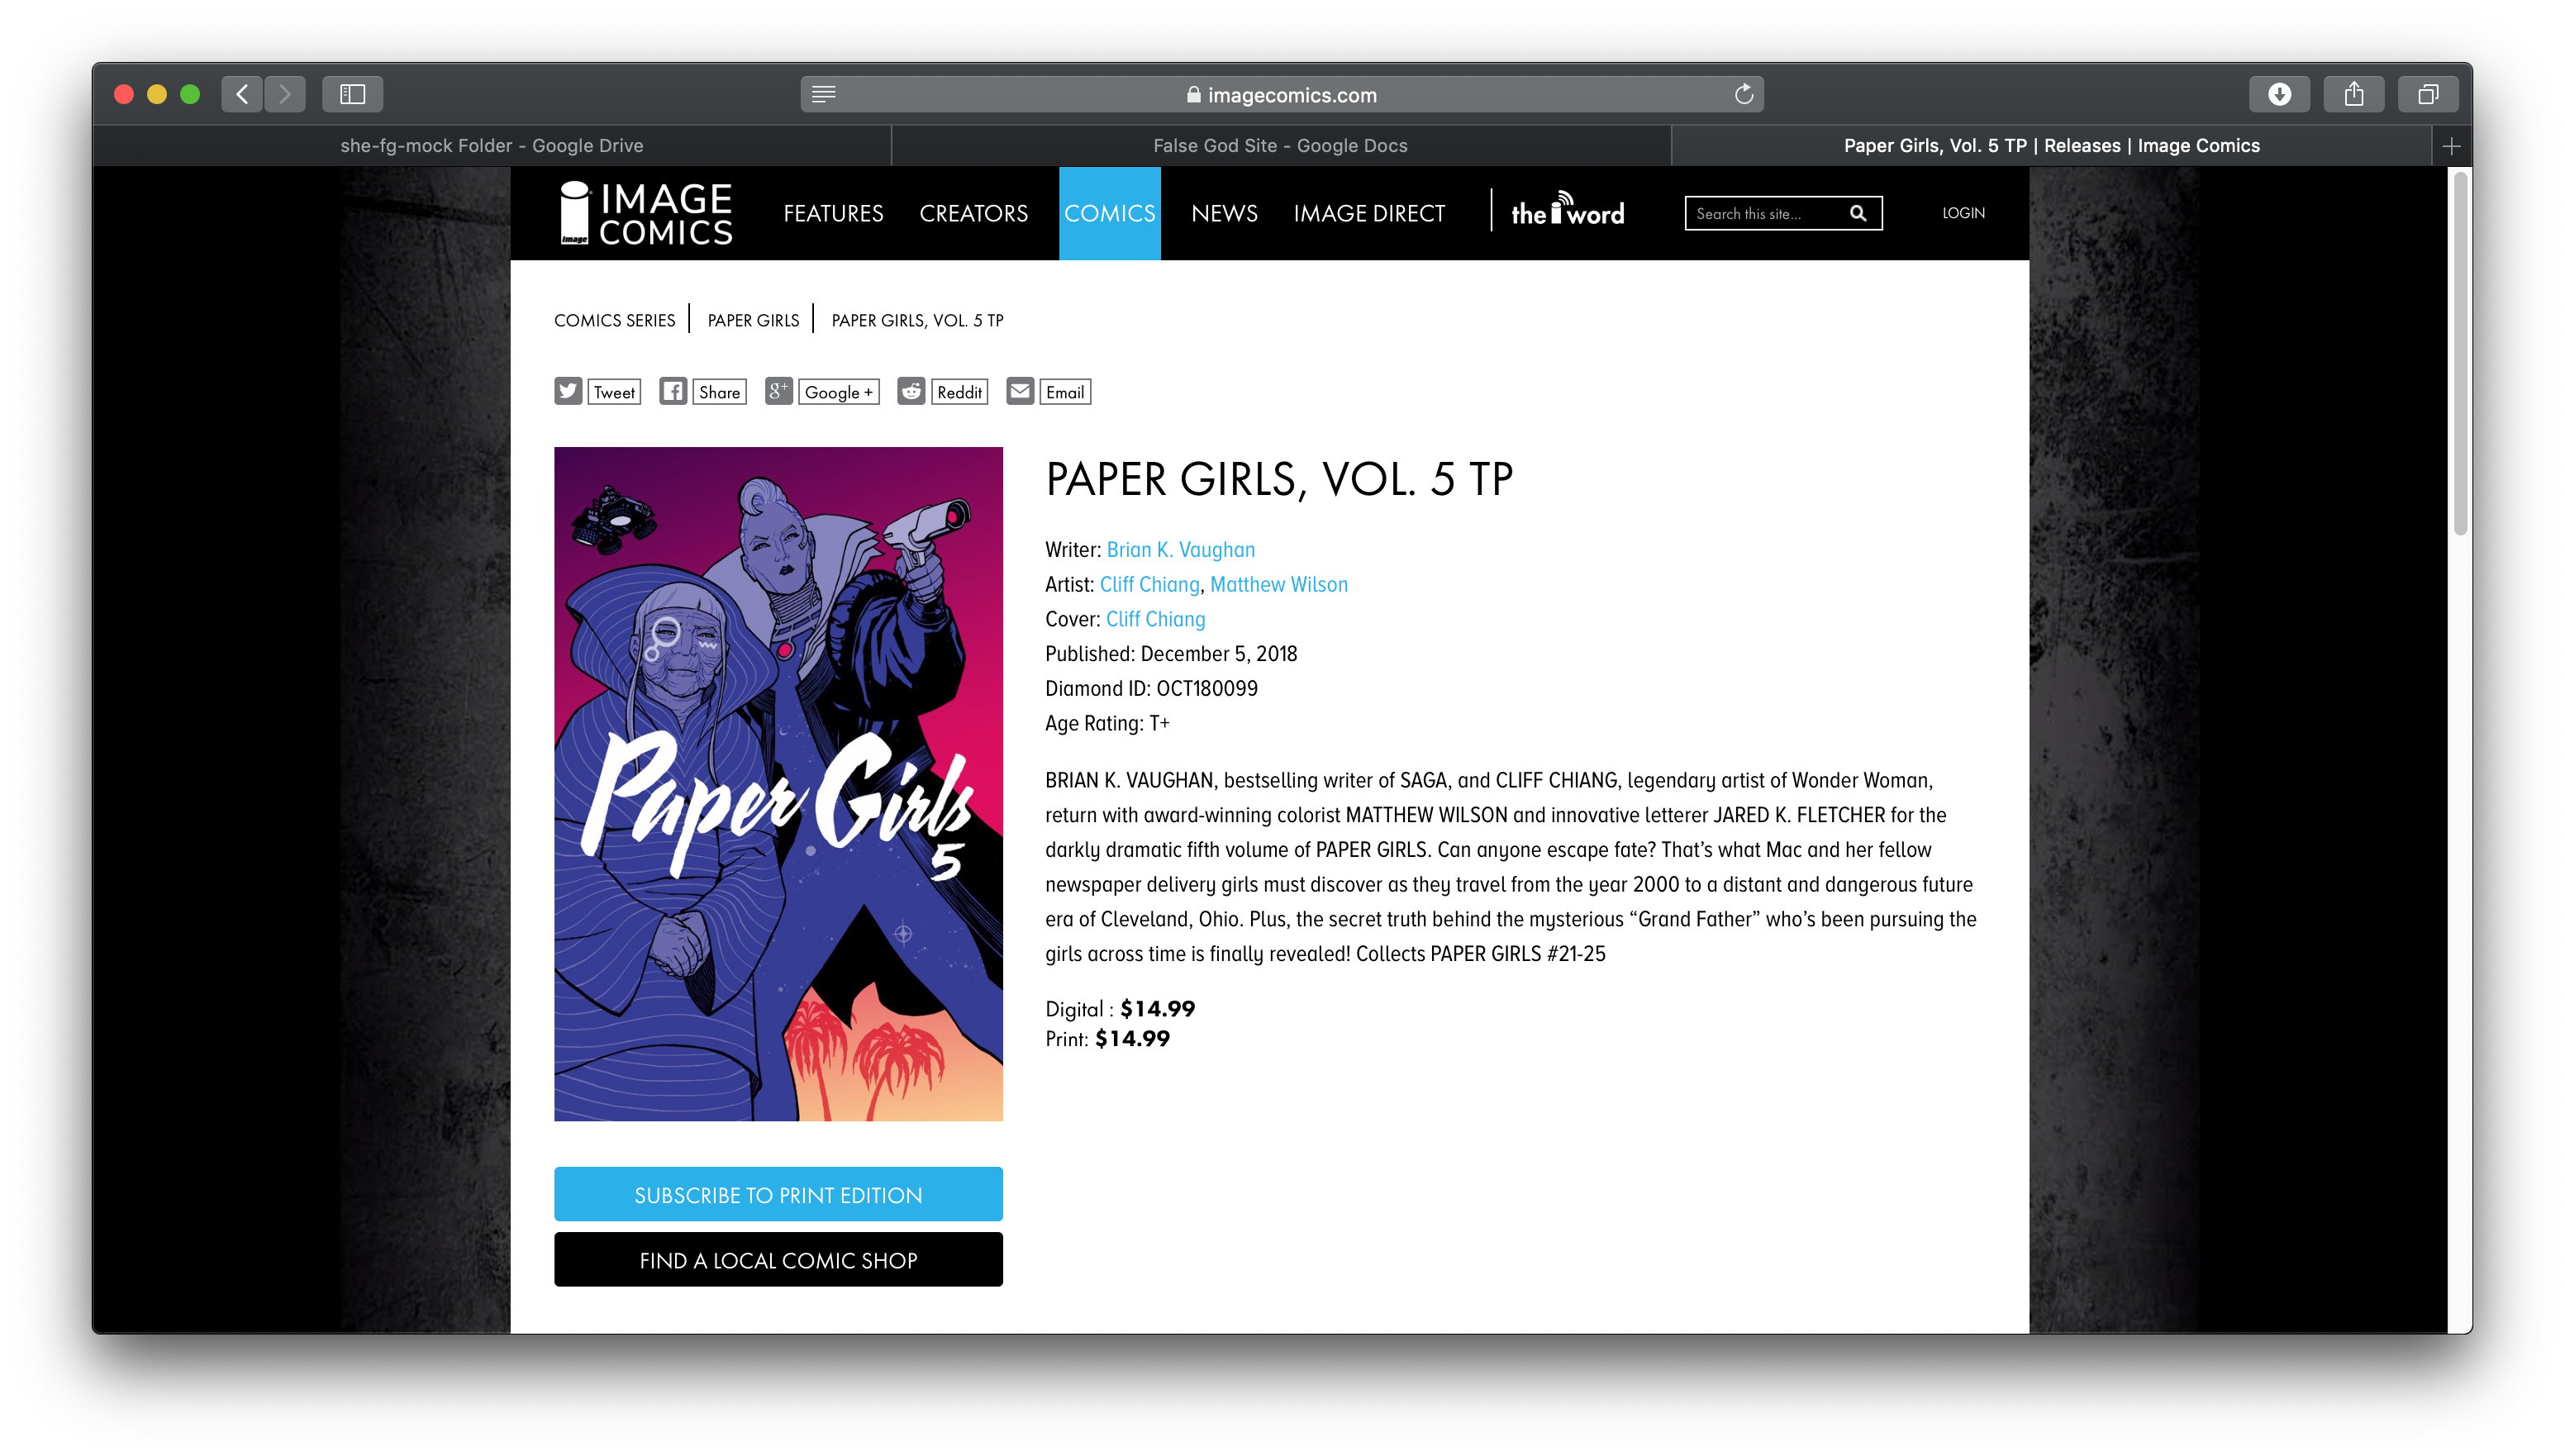 imagecomics.com
she-fg-mock Folder - Google Drive
False God Site - Google Docs
Paper Girls, Vol. 5 TP | Releases | Image Comics
image
IMAGE
COMICS
FEATURES
CREATORS
COMICS
NEWS
IMAGE DIRECT
the i word
Search this site...
LOGIN
COMICS SERIES
PAPER GIRLS
PAPER GIRLS, VOL. 5 TP
Tweet
Share
g+
Google +
Reddit
Email
Paper Girls
5
PAPER GIRLS, VOL. 5 TP
Writer: Brian K. Vaughan
Artist: Cliff Chiang, Matthew Wilson
Cover: Cliff Chiang
Published: December 5, 2018
Diamond ID: OCT180099
Age Rating: T+
BRIAN K. VAUGHAN, bestselling writer of SAGA, and CLIFF CHIANG, legendary artist of Wonder Woman,
return with award-winning colorist MATTHEW WILSON and innovative letterer JARED K. FLETCHER for the
darkly dramatic fifth volume of PAPER GIRLS. Can anyone escape fate? That’s what Mac and her fellow
newspaper delivery girls must discover as they travel from the year 2000 to a distant and dangerous future
era of Cleveland, Ohio. Plus, the secret truth behind the mysterious “Grand Father” who’s been pursuing the
girls across time is finally revealed! Collects PAPER GIRLS #21-25
Digital : $14.99
Print: $14.99
SUBSCRIBE TO PRINT EDITION
FIND A LOCAL COMIC SHOP